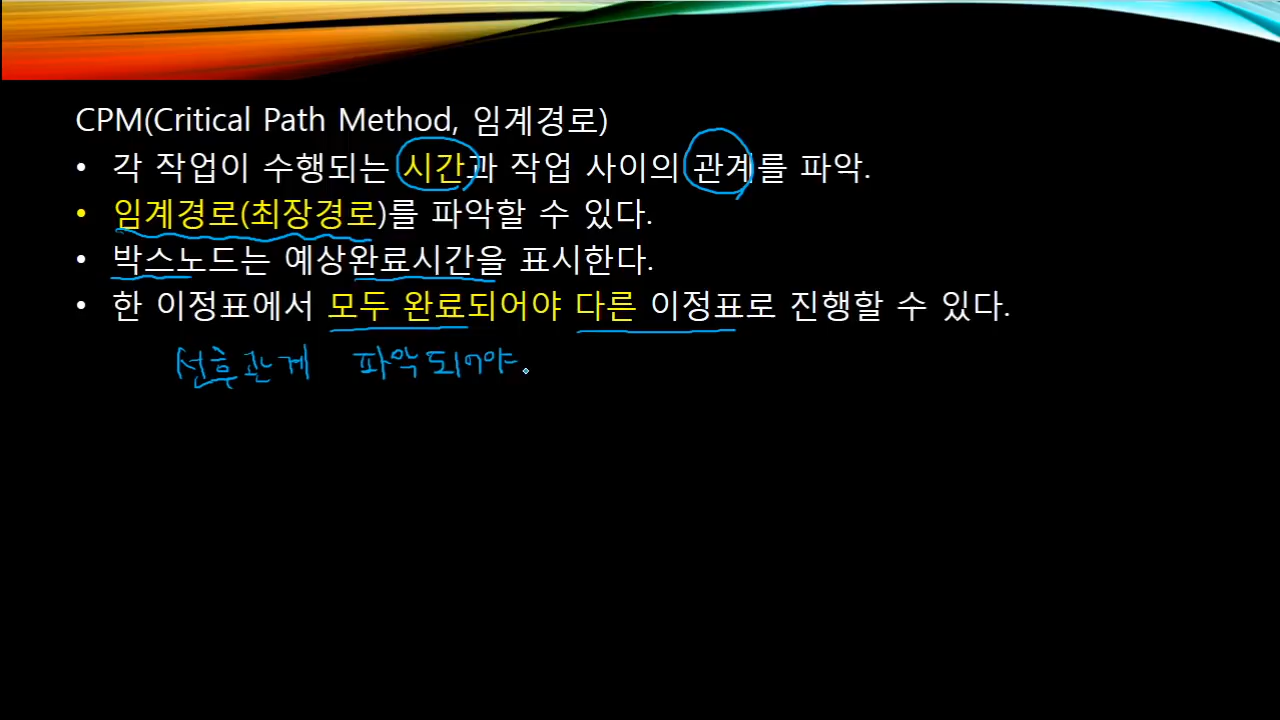 CPM(Critical Path Method, 임계경로)
• 각 작업이 수행되는 시간과 작업 사이의 관계를 파악.
• 임계경로(최장경로)를 파악할 수 있다.
• 박스노드는 예상완료시간을 표시한다.
• 한 이정표에서 모두 완료되어야 다른 이정표로 진행할 수 있다.
선후관계 파악되어야